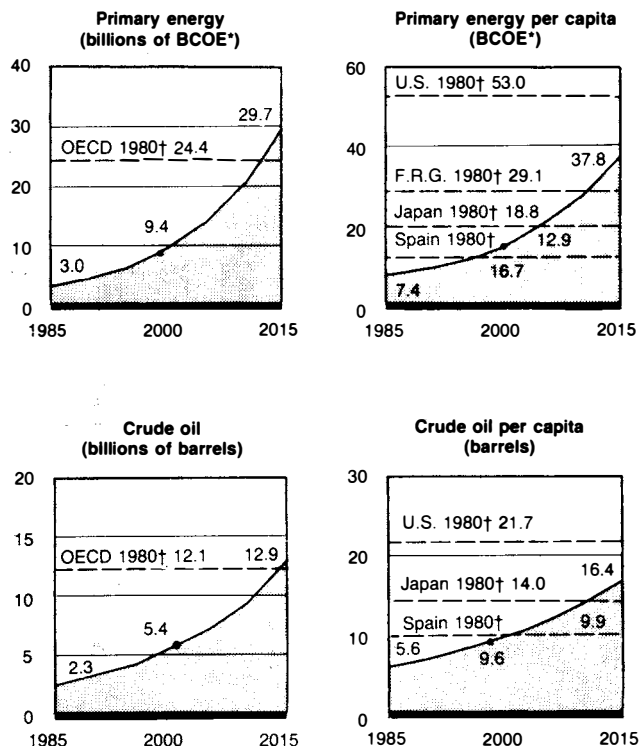 Primary energy
(billions of BCOE*)
40
30
20
10
0
29.7
OECD 1980† 24.4
9.4
3.0
1985
2000
2015
Primary energy per capita
(BCOE*)
60
40
20
0
U.S. 1980† 53.0
37.8
F.R.G. 1980† 29.1
Japan 1980† 18.8
Spain 1980†
12.9
16.7
7.4
1985
2000
2015
Crude oil
(billions of barrels)
20
15
10
5
0
OECD 1980† 12.1
12.9
5.4
2.3
1985
2000
2015
Crude oil per capita
(barrels)
30
20
10
0
U.S. 1980† 21.7
16.4
Japan 1980† 14.0
Spain 1980†
9.9
5.6
9.6
1985
2000
2015